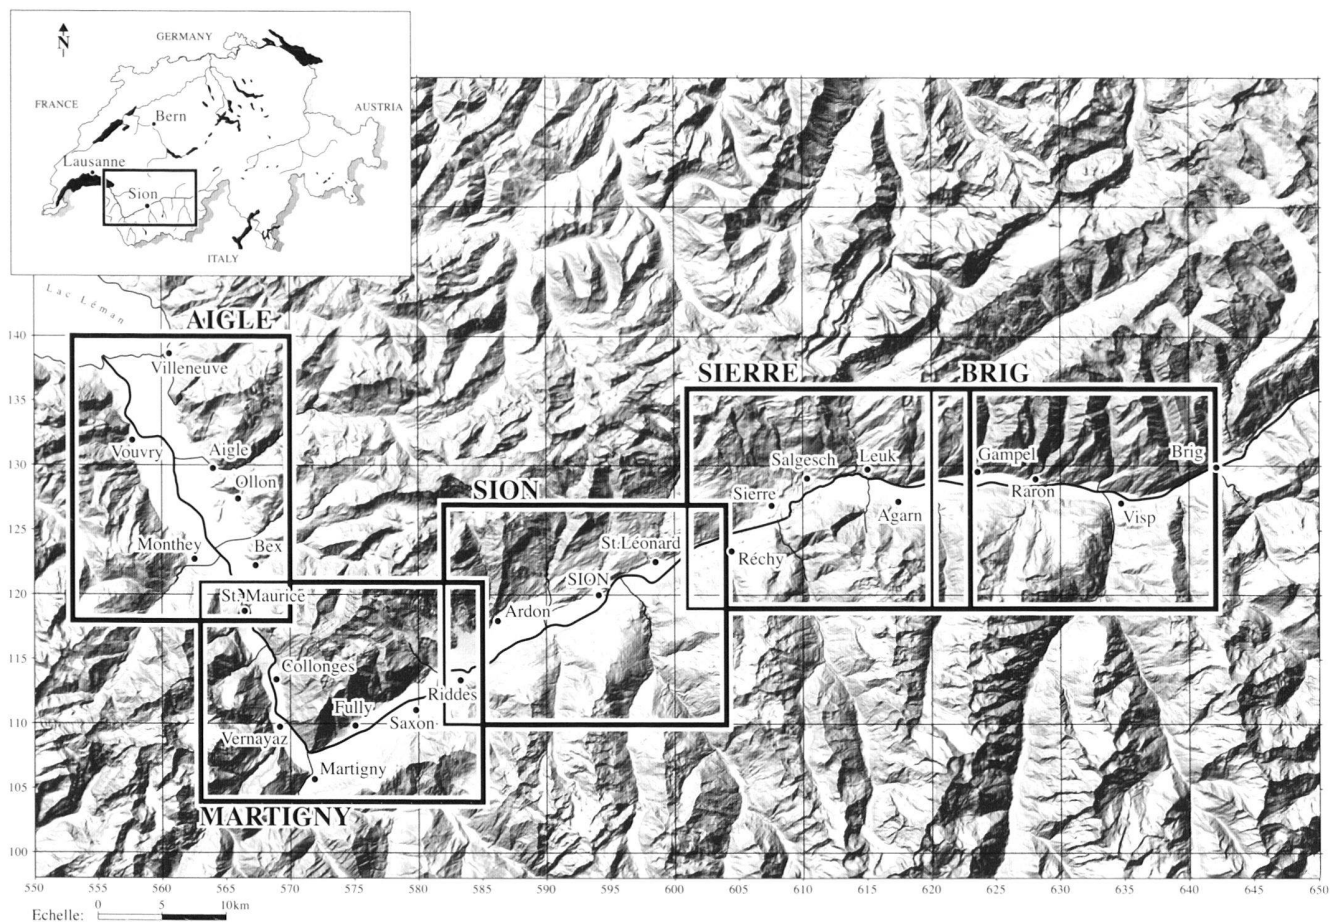 N
GERMANY
FRANCE
AUSTRIA
Bern
Lausanne
Sion
ITALY
Lac Léman
AIGLE
Villeneuve
Vouvry
Aigle
Ollon
Monthey
Bex
St. Maurice
Collonges
Fully
Riddes
Saxon
Vernayaz
Martigny
MARTIGNY
SION
St.Léonard
SION
Ardon
SIERRE
Salgesch
Leuk
Sierre
Agarn
Réchy
BRIG
Gampel
Brig
Raron
Visp
140
135
130
125
120
115
110
105
100
550 555 560 565 570 575 580 585 590 595 600 605 610 615 620 625 630 635 640 645 650
Echelle: 0 5 10km